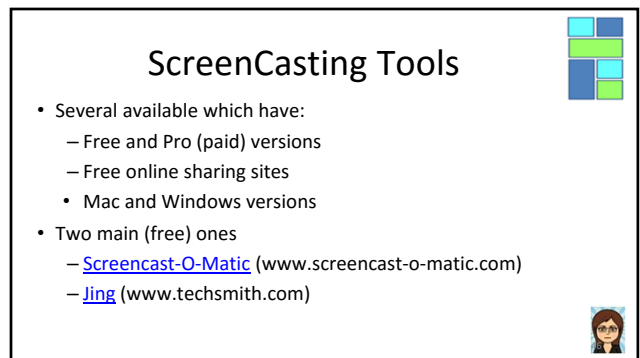 ScreenCasting Tools
• Several available which have:
– Free and Pro (paid) versions
– Free online sharing sites
• Mac and Windows versions
• Two main (free) ones
– Screencast-O-Matic (www.screencast-o-matic.com)
– Jing (www.techsmith.com)